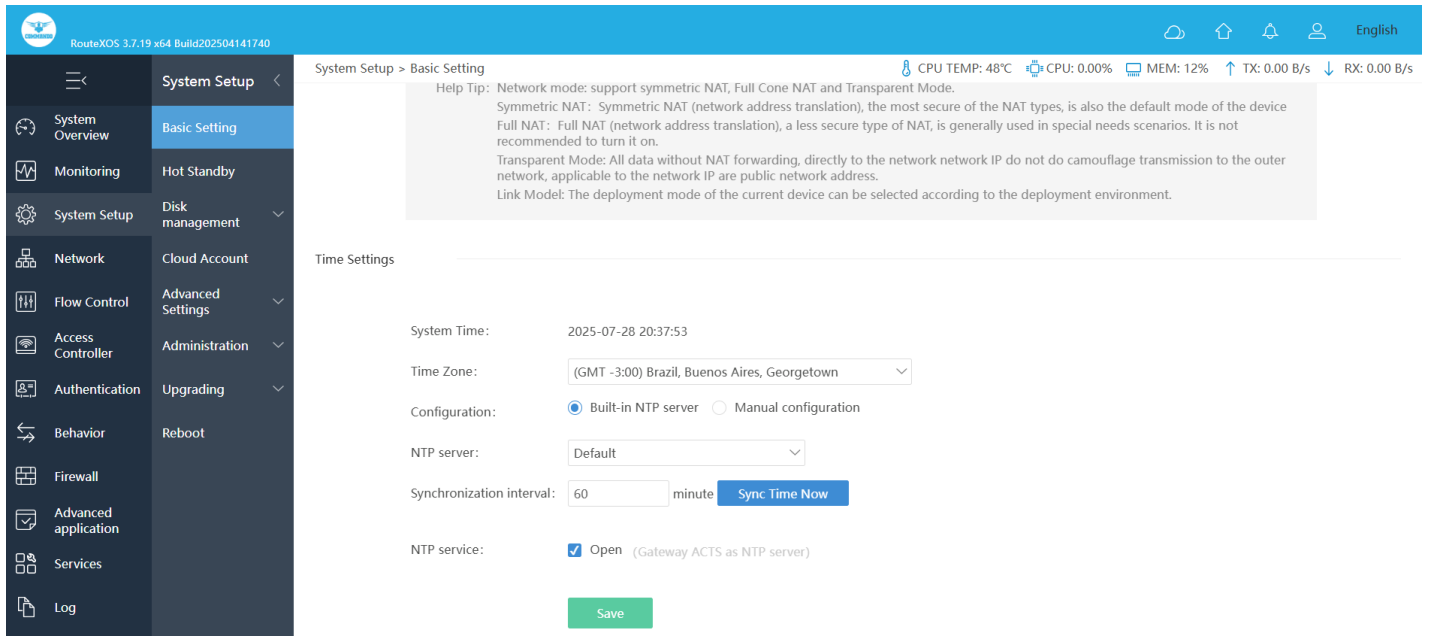 COMMANDO
RouteXOS 3.7.19 x64 Build202504141740
English
System Setup
System Setup > Basic Setting
CPU TEMP: 48℃ CPU: 0.00% MEM: 12% TX: 0.00 B/s RX: 0.00 B/s
System Overview
Monitoring
System Setup
Network
Flow Control
Access Controller
Authentication
Behavior
Firewall
Advanced application
Services
Log
Basic Setting
Hot Standby
Disk management
Cloud Account
Advanced Settings
Administration
Upgrading
Reboot
Help Tip: Network mode: support symmetric NAT, Full Cone NAT and Transparent Mode.
Symmetric NAT: Symmetric NAT (network address translation), the most secure of the NAT types, is also the default mode of the device
Full NAT: Full NAT (network address translation), a less secure type of NAT, is generally used in special needs scenarios. It is not
recommended to turn it on.
Transparent Mode: All data without NAT forwarding, directly to the network network IP do not do camouflage transmission to the outer
network, applicable to the network IP are public network address.
Link Model: The deployment mode of the current device can be selected according to the deployment environment.
Time Settings
System Time: 2025-07-28 20:37:53
Time Zone: (GMT -3:00) Brazil, Buenos Aires, Georgetown
Configuration: Built-in NTP server Manual configuration
NTP server: Default
Synchronization interval: 60 minute Sync Time Now
NTP service: Open (Gateway ACTS as NTP server)
Save